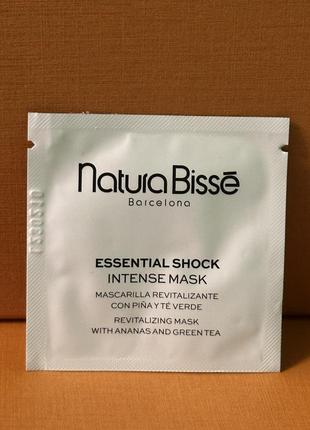 Natura Bissé
Barcelona
ESSENTIAL SHOCK
INTENSE MASK
MASCARILLA REVITALIZANTE
CON PIÑA Y TÉ VERDE
REVITALIZING MASK
WITH ANANAS AND GREEN TEA